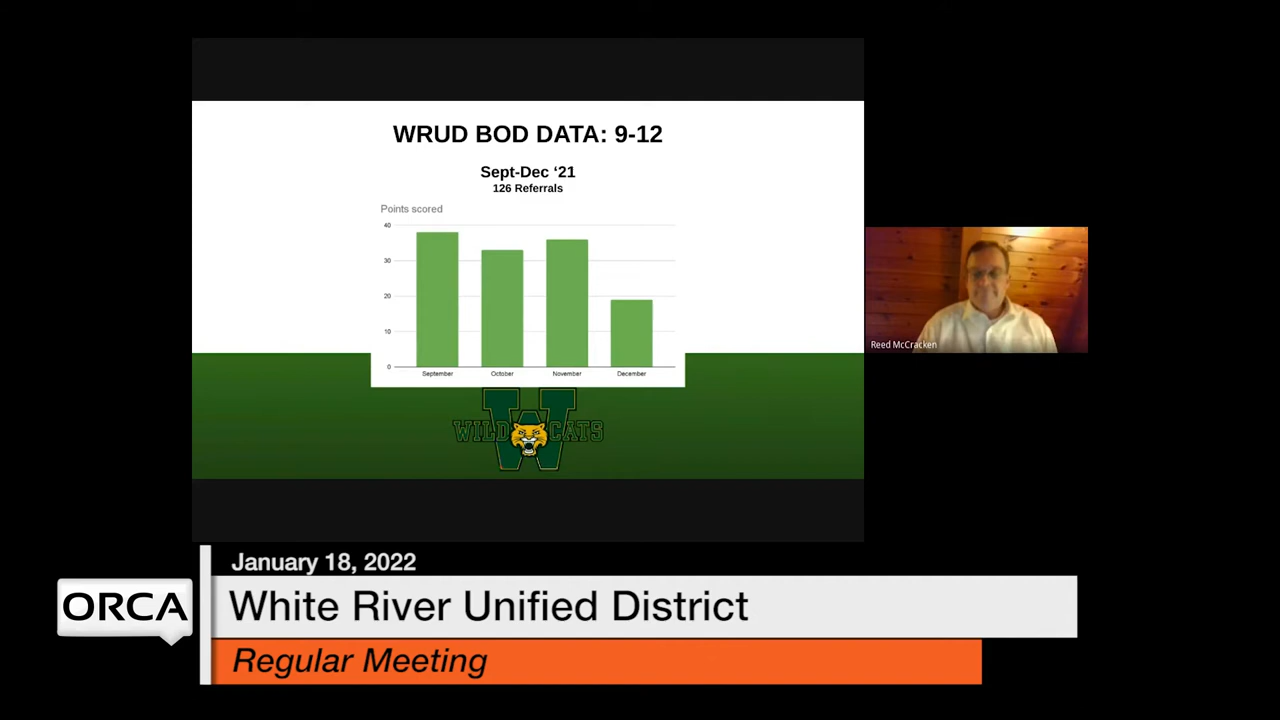 WRUD BOD DATA: 9-12
Sept-Dec ‘21
126 Referrals
Points scored
40
30
20
10
0
September
October
November
December
WILDCATS
Reed McCracken
January 18, 2022
ORCA
White River Unified District
Regular Meeting